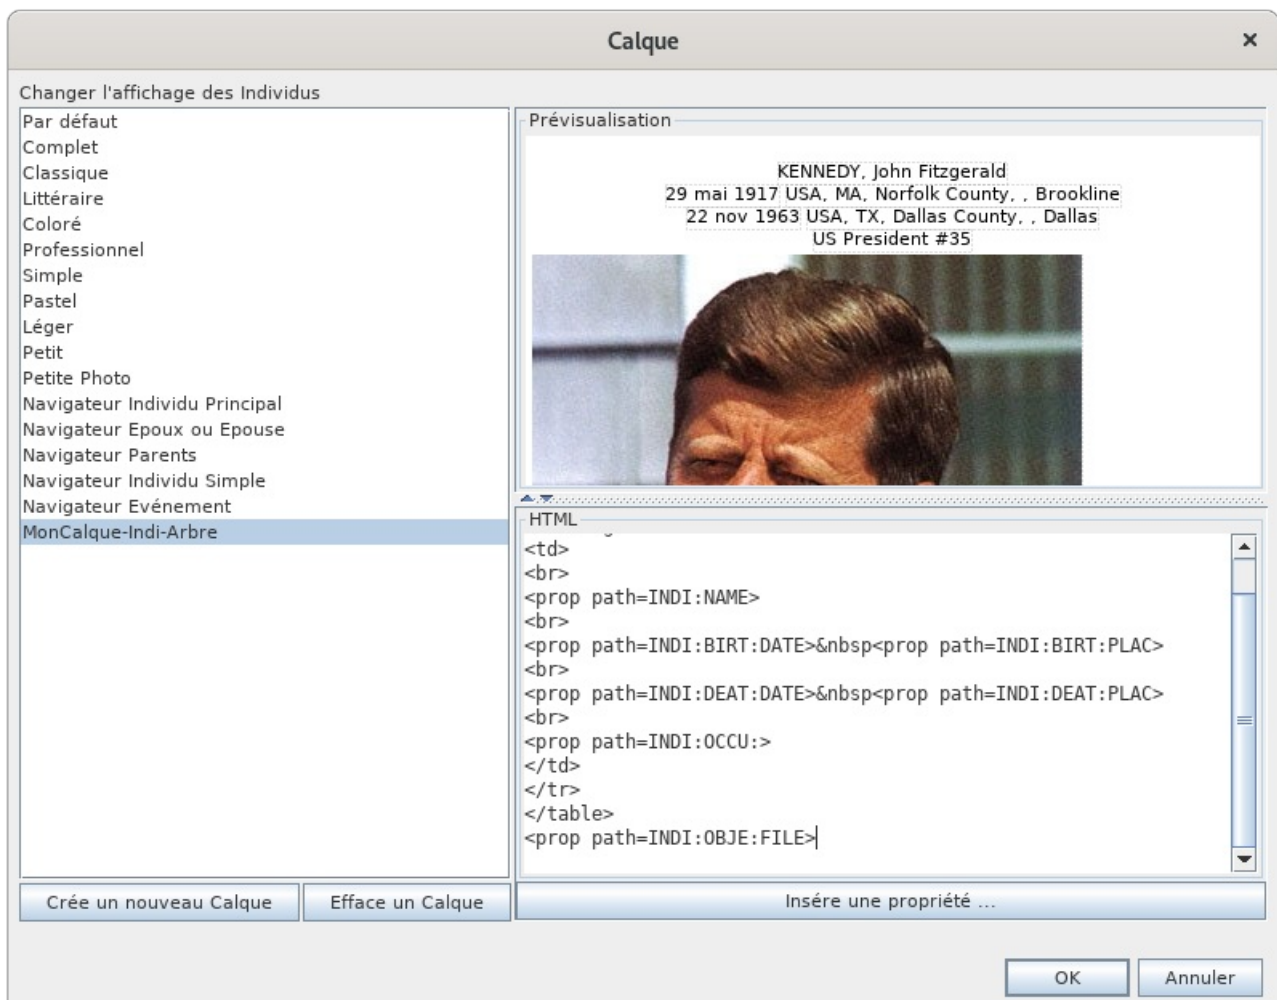 Calque
Changer l'affichage des Individus
Par défaut
Complet
Classique
Littéraire
Coloré
Professionnel
Simple
Pastel
Léger
Petit
Petite Photo
Navigateur Individu Principal
Navigateur Epoux ou Epouse
Navigateur Parents
Navigateur Individu Simple
Navigateur Evénement
MonCalque-Indi-Arbre
Crée un nouveau Calque
Efface un Calque
Prévisualisation
KENNEDY, John Fitzgerald
29 mai 1917 USA, MA, Norfolk County, , Brookline
22 nov 1963 USA, TX, Dallas County, , Dallas
US President #35
HTML
<td>
<br>
<prop path=INDI:NAME>
<br>
<prop path=INDI:BIRT:DATE>&nbsp<prop path=INDI:BIRT:PLAC>
<br>
<prop path=INDI:DEAT:DATE>&nbsp<prop path=INDI:DEAT:PLAC>
<br>
<prop path=INDI:OCCU:>
</td>
</tr>
</table>
<prop path=INDI:OBJE:FILE>
Insére une propriété ...
OK
Annuler